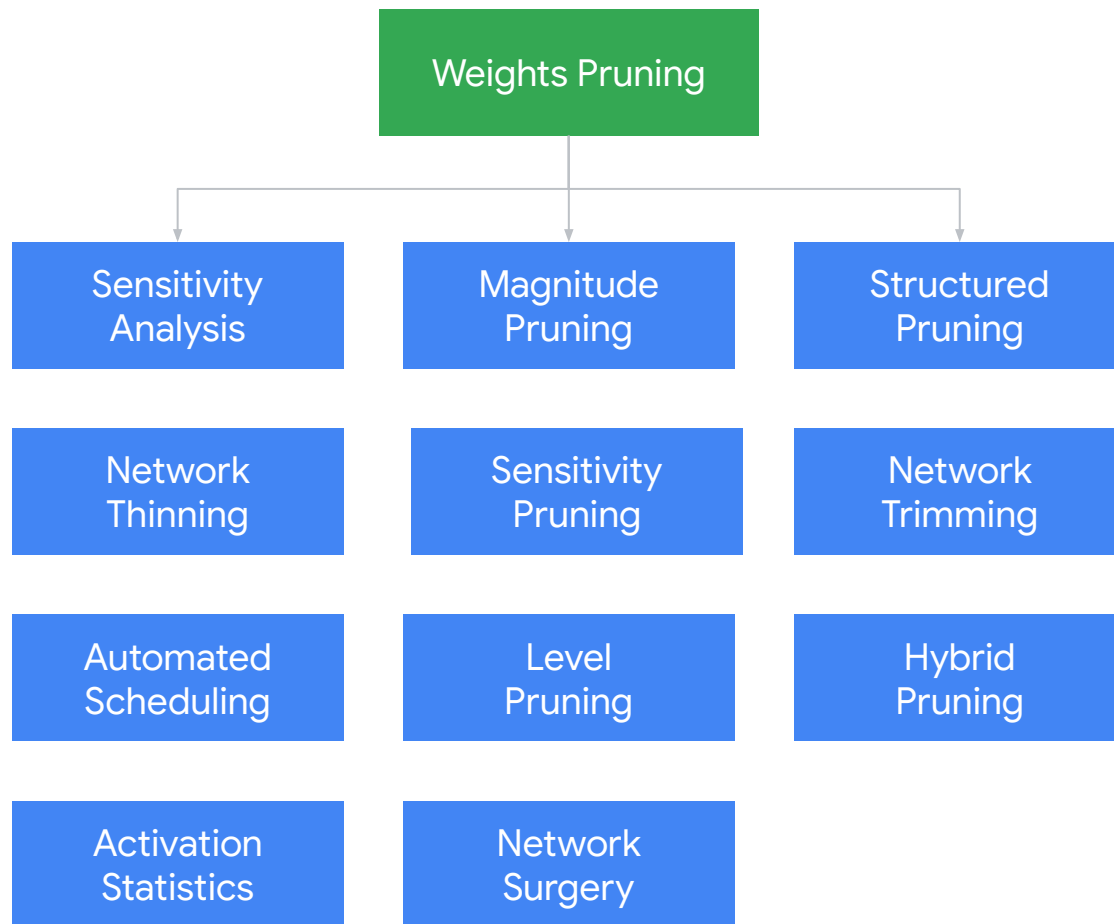 Weights Pruning
Sensitivity
Analysis
Magnitude
Pruning
Structured
Pruning
Network
Thinning
Sensitivity
Pruning
Network
Trimming
Automated
Scheduling
Level
Pruning
Hybrid
Pruning
Activation
Statistics
Network
Surgery